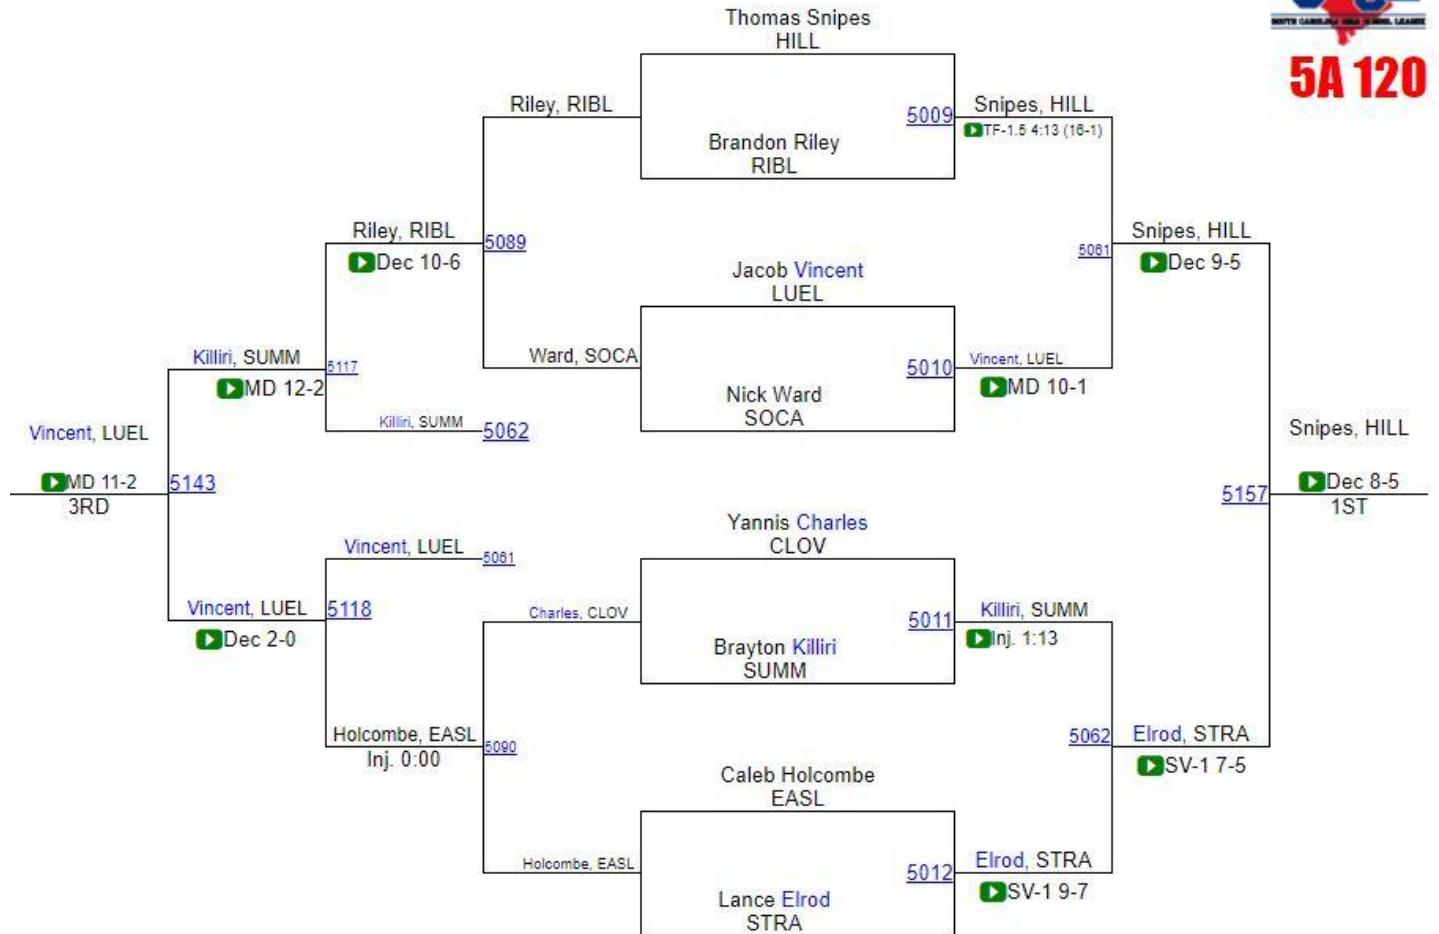 SOUTH CAROLINA HIGH SCHOOL LEAGUE
5A 120
Thomas Snipes
HILL
Riley, RIBL
5009
Snipes, HILL
TF-1.5 4:13 (16-1)
Brandon Riley
RIBL
Riley, RIBL
Dec 10-6
5089
5061
Snipes, HILL
Dec 9-5
Jacob Vincent
LUEL
Killiri, SUMM
MD 12-2
5117
Ward, SOCA
5010
Vincent, LUEL
MD 10-1
Nick Ward
SOCA
Killiri, SUMM
5062
Vincent, LUEL
MD 11-2
3RD
5143
Snipes, HILL
5157
Dec 8-5
1ST
Yannis Charles
CLOV
Vincent, LUEL
5061
Vincent, LUEL
Dec 2-0
5118
Charles, CLOV
5011
Killiri, SUMM
Inj. 1:13
Brayton Killiri
SUMM
Holcombe, EASL
Inj. 0:00
5090
5062
Elrod, STRA
SV-1 7-5
Caleb Holcombe
EASL
Holcombe, EASL
5012
Elrod, STRA
SV-1 9-7
Lance Elrod
STRA